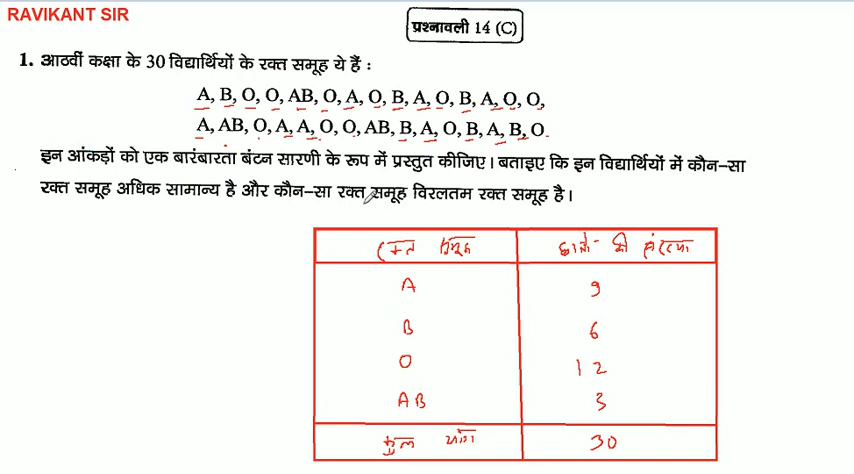 RAVIKANT SIR
प्रश्नावली 14 (C)
1. आठवीं कक्षा के 30 विद्यार्थियों के रक्त समूह ये हैं :
A, B, O, O, AB, O, A, O, B, A, O, B, A, O, O,
A, AB, O, A, A, O, O, AB, B, A, O, B, A, B, O.
इन आंकड़ों को एक बारंबारता बंटन सारणी के रूप में प्रस्तुत कीजिए। बताइए कि इन विद्यार्थियों में कौन-सा
रक्त समूह अधिक सामान्य है और कौन-सा रक्त समूह विरलतम रक्त समूह है।
रक्त समूह छात्रों की संख्या
A 9
B 6
O 12
AB 3
कुल योग 30